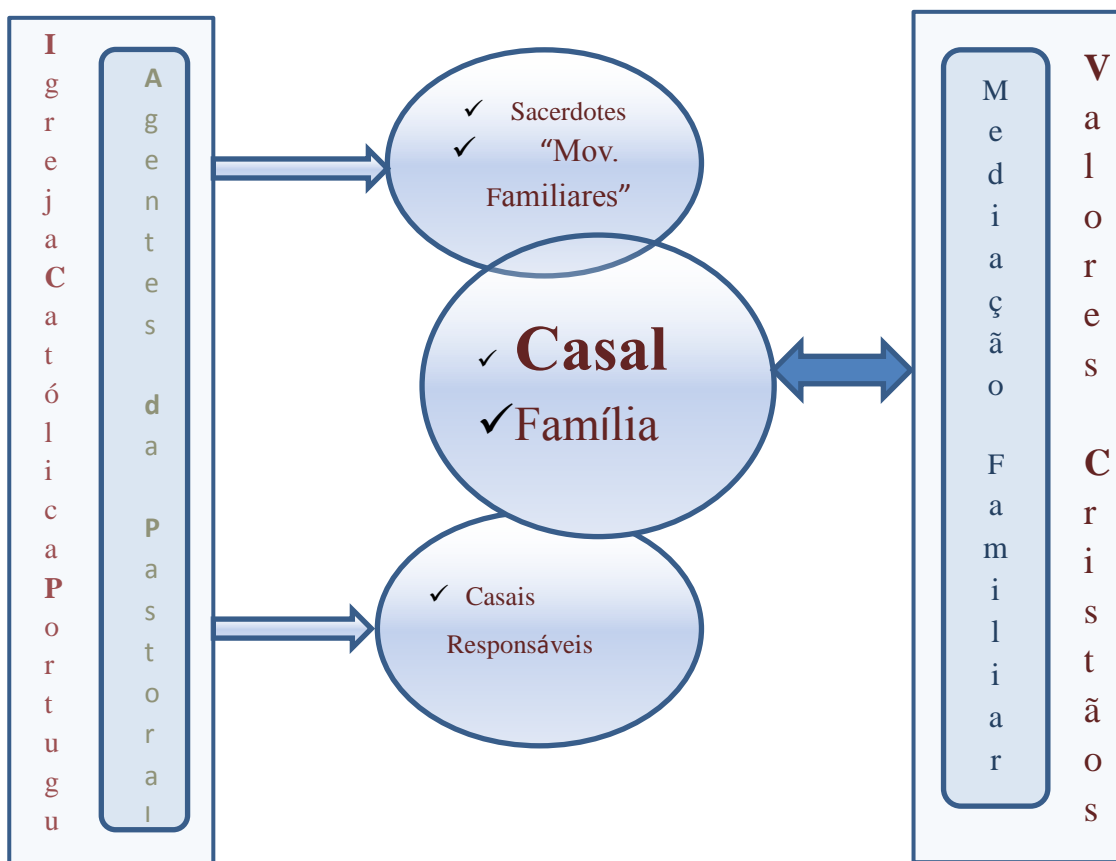 Igreja Católica Portugu
Agentes da Pastoral
Sacerdotes
“Mov.
Familiares”
Casal
Família
Casais
Responsáveis
Mediação Familiar
Valores Cristãos